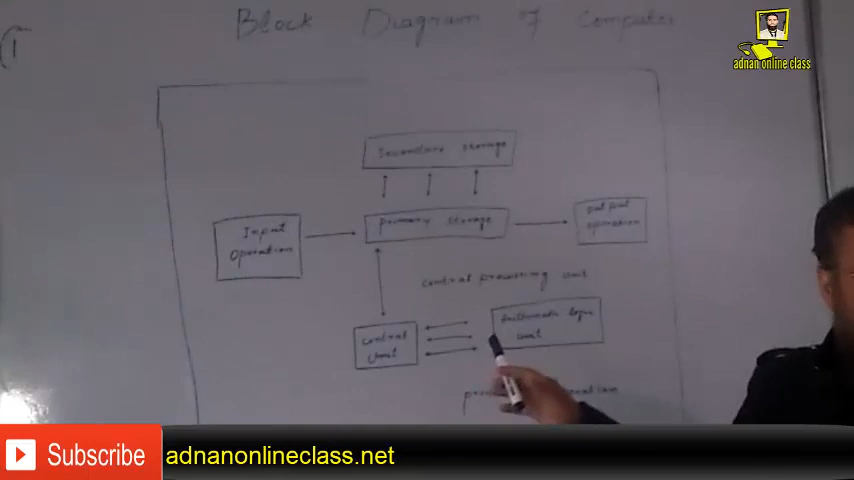 Block Diagram of Computer
adnan online class
Secondary storage
Input
operation
Primary storage
output
operation
central processing unit
control
Unit
Arithmetic logic
unit
Subscribe
adnanonlineclass.net